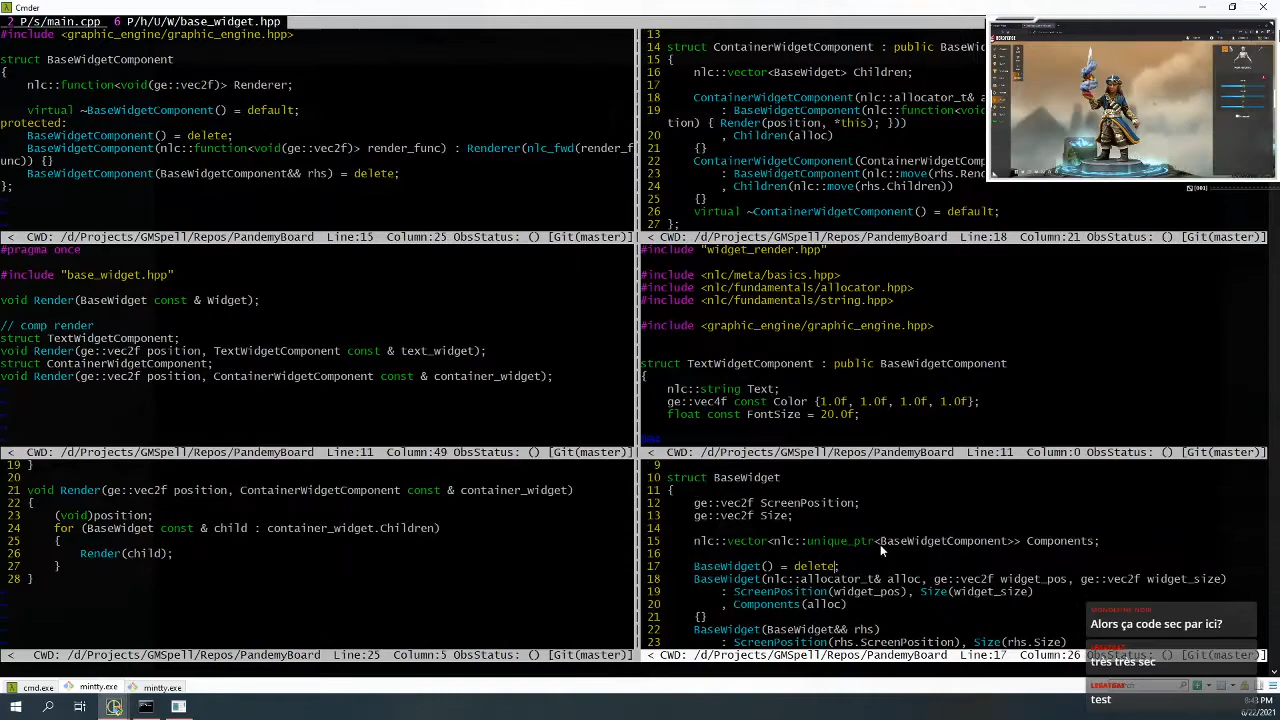 Cmder
2 P/s/main.cpp  6 P/h/U/W/base_widget.hpp
#include <graphic_engine/graphic_engine.hpp>
struct BaseWidgetComponent
{
    nlc::function<void(ge::vec2f)> Renderer;
    virtual ~BaseWidgetComponent() = default;
protected:
    BaseWidgetComponent() = delete;
    BaseWidgetComponent(nlc::function<void(ge::vec2f)> render_func) : Renderer(nlc_fwd(render_f
unc)) {}
    BaseWidgetComponent(BaseWidgetComponent&& rhs) = delete;
};
<  CWD: /d/Projects/GMSpell/Repos/PandemyBoard   Line:15   Column:25   ObsStatus: () [Git(master)]
#pragma once
#include "base_widget.hpp"
void Render(BaseWidget const & Widget);
// comp render
struct TextWidgetComponent;
void Render(ge::vec2f position, TextWidgetComponent const & text_widget);
struct ContainerWidgetComponent;
void Render(ge::vec2f position, ContainerWidgetComponent const & container_widget);
<  CWD: /d/Projects/GMSpell/Repos/PandemyBoard   Line:11   Column:49   ObsStatus: () [Git(master)]
19 }
20
21 void Render(ge::vec2f position, ContainerWidgetComponent const & container_widget)
22 {
23     (void)position;
24     for (BaseWidget const & child : container_widget.Children)
25     {
26         Render(child);
27     }
28 }
<  CWD: /d/Projects/GMSpell/Repos/PandemyBoard   Line:25   Column:5   ObsStatus: () [Git(master)]
13
14 struct ContainerWidgetComponent : public BaseWi
15 {
16     nlc::vector<BaseWidget> Children;
17
18     ContainerWidgetComponent(nlc::allocator_t& a
19         : BaseWidgetComponent(nlc::function<void
tion) { Render(position, *this); }))
20         , Children(alloc)
21     {}
22     ContainerWidgetComponent(ContainerWidgetComp
23         : BaseWidgetComponent(nlc::move(rhs.Rend
24         , Children(nlc::move(rhs.Children))
25     {}
26     virtual ~ContainerWidgetComponent() = default;
27 };
<  CWD: /d/Projects/GMSpell/Repos/PandemyBoard   Line:18   Column:21   ObsStatus: () [Git(master)]
#include "widget_render.hpp"
#include <nlc/meta/basics.hpp>
#include <nlc/fundamentals/allocator.hpp>
#include <nlc/fundamentals/string.hpp>
#include <graphic_engine/graphic_engine.hpp>
struct TextWidgetComponent : public BaseWidgetComponent
{
    nlc::string Text;
    ge::vec4f const Color {1.0f, 1.0f, 1.0f, 1.0f};
    float const FontSize = 20.0f;
<  CWD: /d/Projects/GMSpell/Repos/PandemyBoard   Line:11   Column:0   ObsStatus: () [Git(master)]
9
10 struct BaseWidget
11 {
12     ge::vec2f ScreenPosition;
13     ge::vec2f Size;
14
15     nlc::vector<nlc::unique_ptr<BaseWidgetComponent>> Components;
16
17     BaseWidget() = delete;
18     BaseWidget(nlc::allocator_t& alloc, ge::vec2f widget_pos, ge::vec2f widget_size)
19         : ScreenPosition(widget_pos), Size(widget_size)
20         , Components(alloc)
21     {}
22     BaseWidget(BaseWidget&& rhs)
23         : ScreenPosition(rhs.ScreenPosition), Size(rhs.Size)
<  CWD: /d/Projects/GMSpell/Repos/PandemyBoard   Line:17   Column:26   ObsStatus: () [Git(master)]
Alors ça code sec par ici?
très très sec
test
cmd.exe  mintty.exe  mintty.exe
8:43 PM
6/22/2021